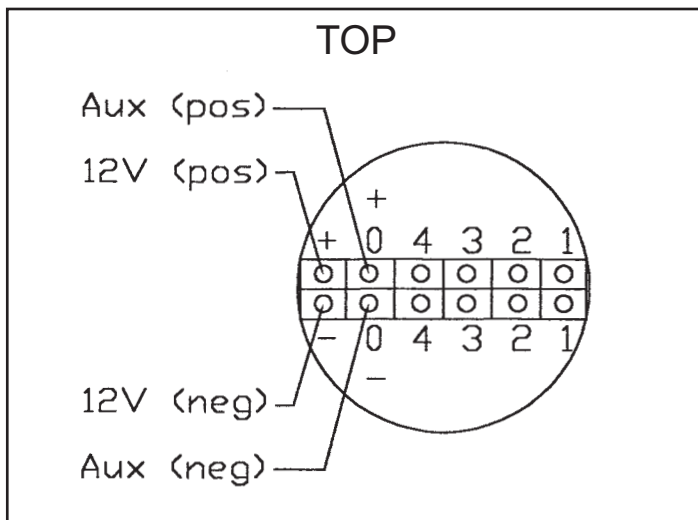 TOP
Aux (pos)
12V (pos)
+
+ 0 4 3 2 1
- 0 4 3 2 1
-
12V (neg)
Aux (neg)